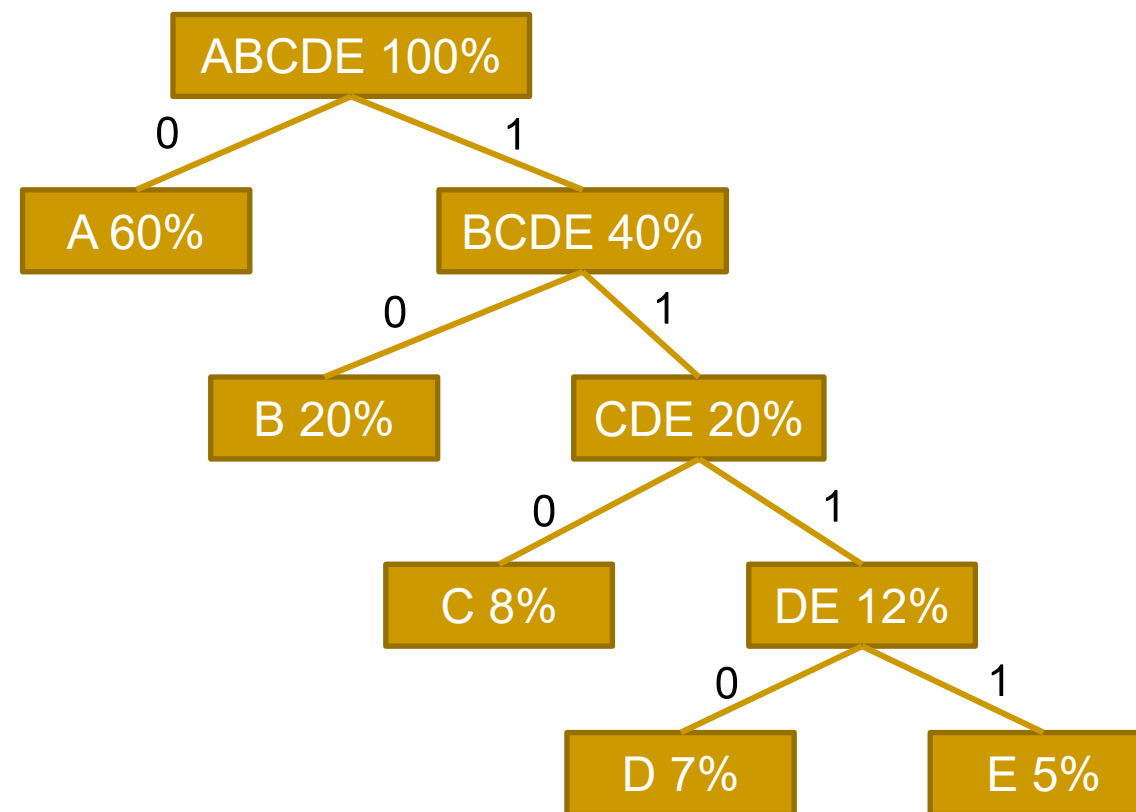 ABCDE 100%
0 1
A 60% BCDE 40%
0 1
B 20% CDE 20%
0 1
C 8% DE 12%
0 1
D 7% E 5%